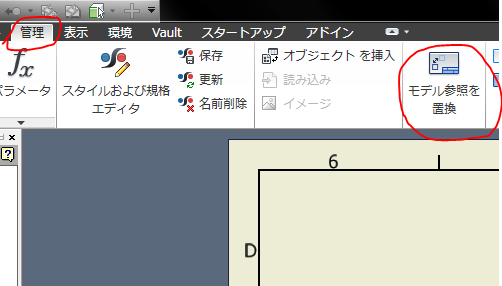 管理 表示 環境 Vault スタートアップ アドイン
fx
パラメータ
スタイルおよび規格
エディタ
保存
更新
名前削除
オブジェクト を挿入
読み込み
イメージ
モデル参照を
置換
6
D